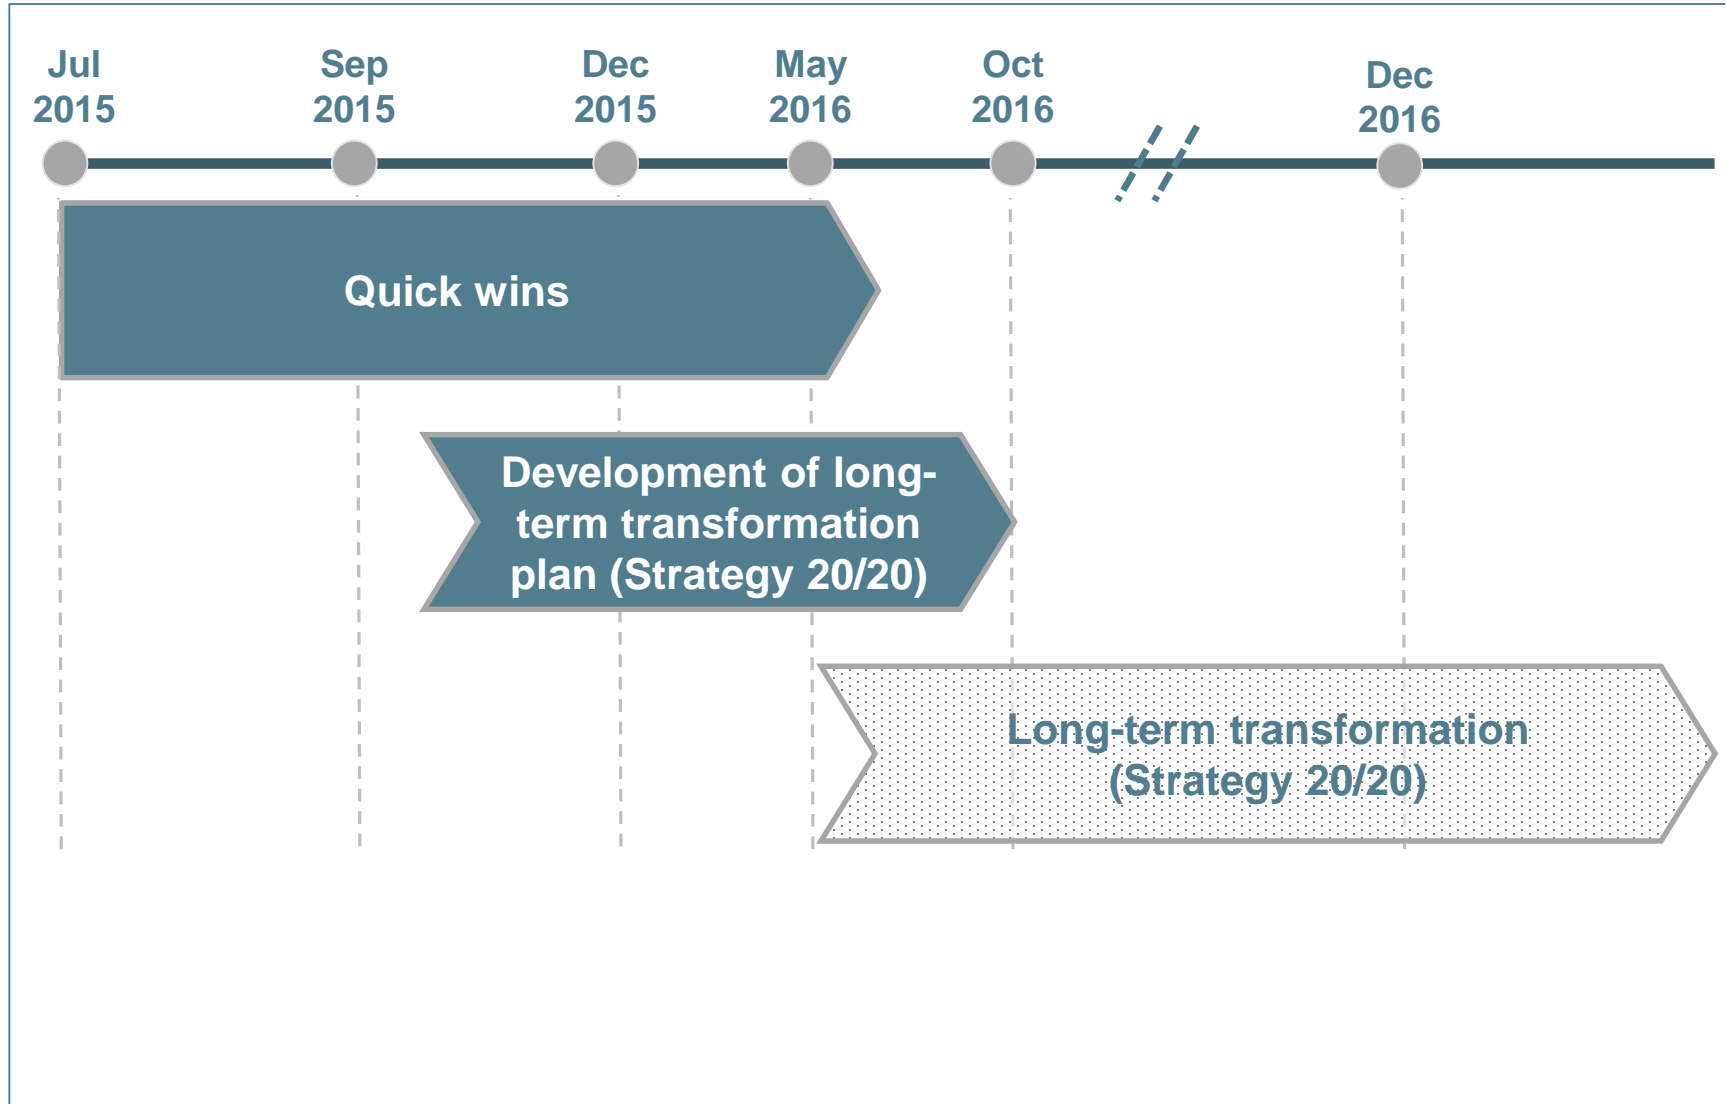 Jul
2015
Sep
2015
Dec
2015
May
2016
Oct
2016
Dec
2016
Quick wins
Development of long-
term transformation
plan (Strategy 20/20)
Long-term transformation
(Strategy 20/20)